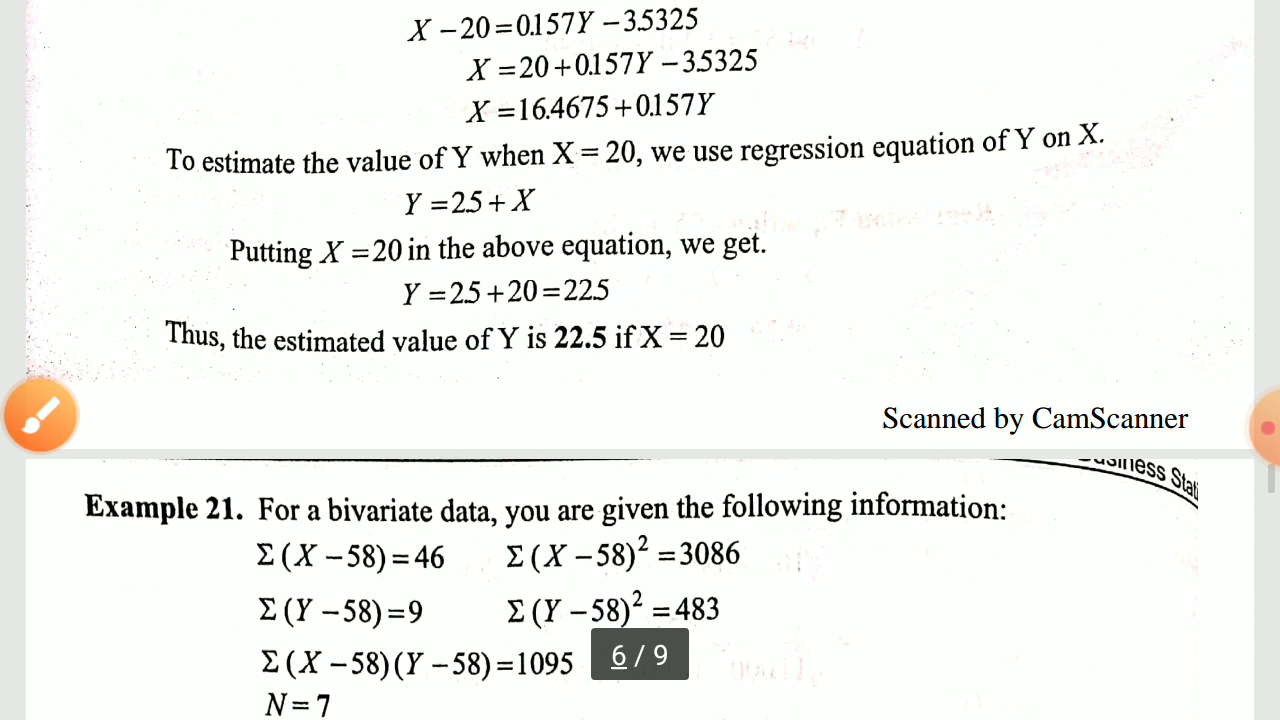 X – 20 = 0.157Y – 3.5325
X = 20 + 0.157Y – 3.5325
X = 16.4675 + 0.157Y
To estimate the value of Y when X = 20, we use regression equation of Y on X.
Y = 2.5 + X
Putting X = 20 in the above equation, we get.
Y = 2.5 + 20 = 22.5
Thus, the estimated value of Y is 22.5 if X = 20
Scanned by CamScanner
Example 21. For a bivariate data, you are given the following information:
Σ (X – 58) = 46 Σ (X – 58)² = 3086
Σ (Y – 58) = 9 Σ (Y – 58)² = 483
Σ (X – 58) (Y – 58) = 1095
6 / 9
N = 7